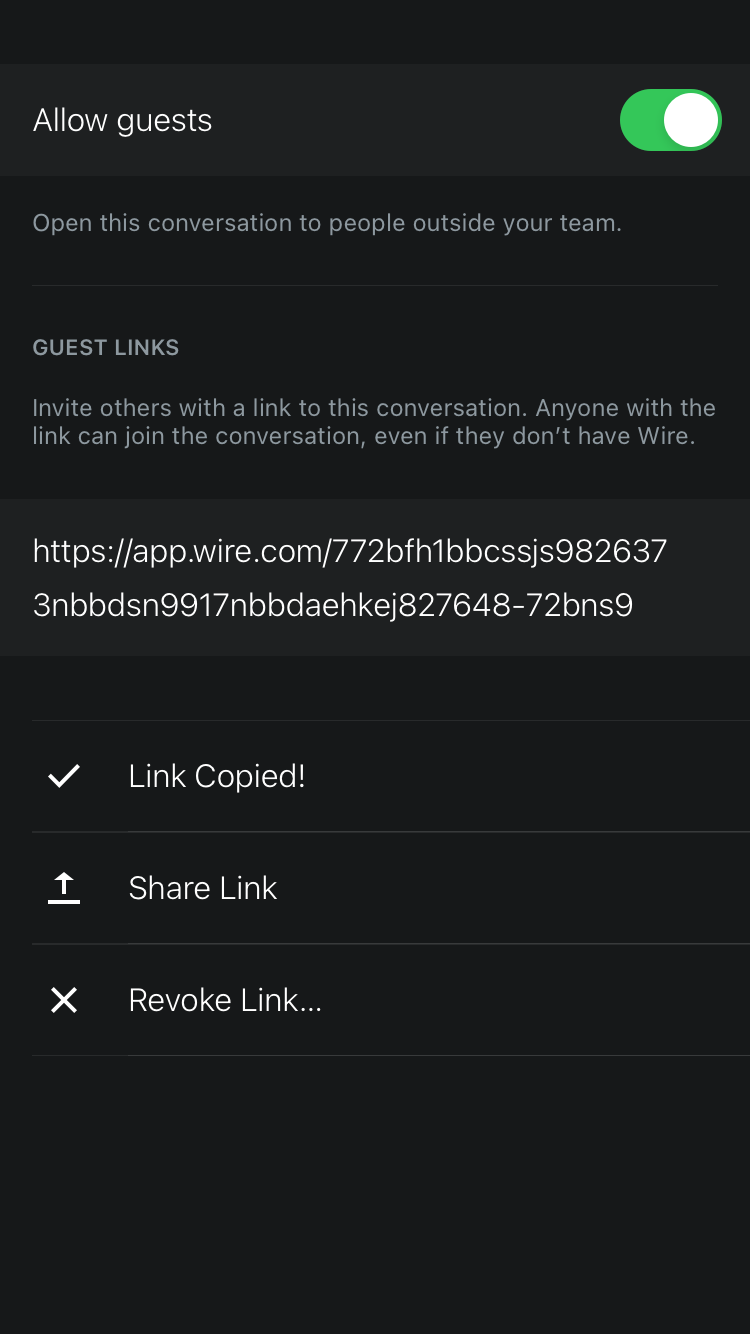 Allow guests
Open this conversation to people outside your team.
GUEST LINKS
Invite others with a link to this conversation. Anyone with the
link can join the conversation, even if they don’t have Wire.
https://app.wire.com/772bfh1bbcssjs982637
3nbbdsn9917nbbdaehkej827648-72bns9
Link Copied!
Share Link
Revoke Link...